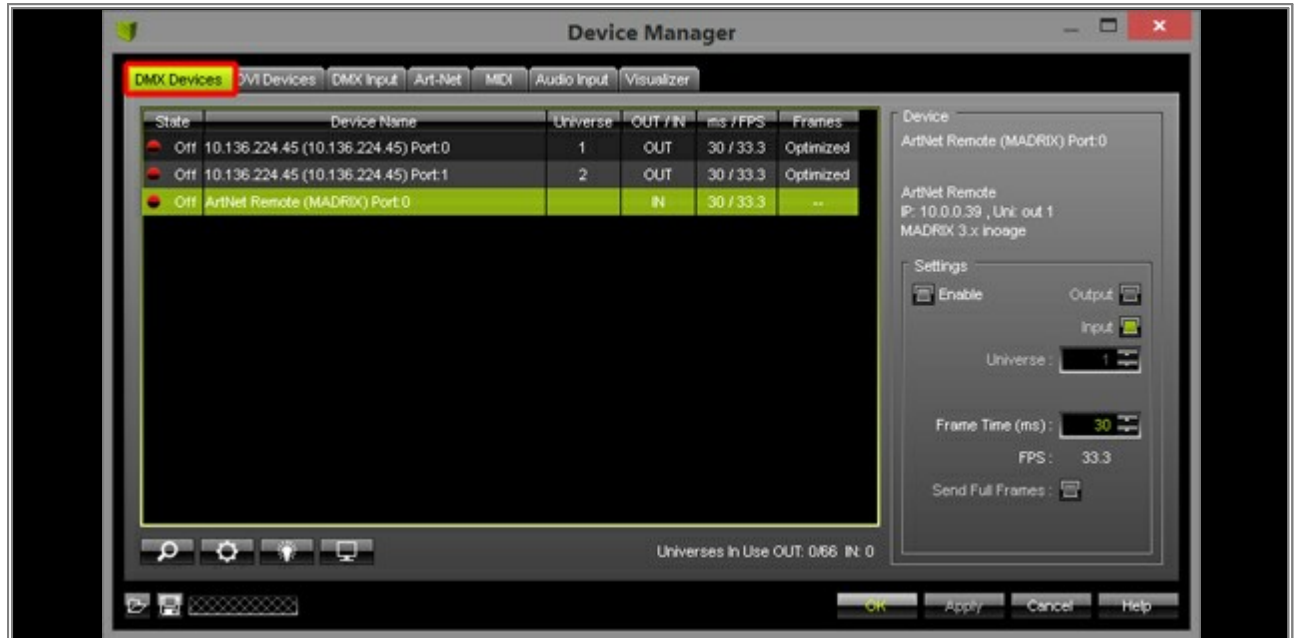 Device Manager
DMX Devices DVI Devices DMX Input Art-Net MIDI Audio Input Visualizer
State Device Name Universe OUT / IN ms / FPS Frames
Off 10.136.224.45 (10.136.224.45) Port:0 1 OUT 30 / 33.3 Optimized
Off 10.136.224.45 (10.136.224.45) Port:1 2 OUT 30 / 33.3 Optimized
Off ArtNet Remote (MADRIX) Port:0 IN 30 / 33.3 --
Universes In Use OUT: 0/66 IN: 0
Device
ArtNet Remote (MADRIX) Port:0
ArtNet Remote
IP: 10.0.0.39 , Uni: out 1
MADRIX 3.x inoage
Settings
Enable Output
Input
Universe : 1
Frame Time (ms) : 30
FPS : 33.3
Send Full Frames :
OK Apply Cancel Help